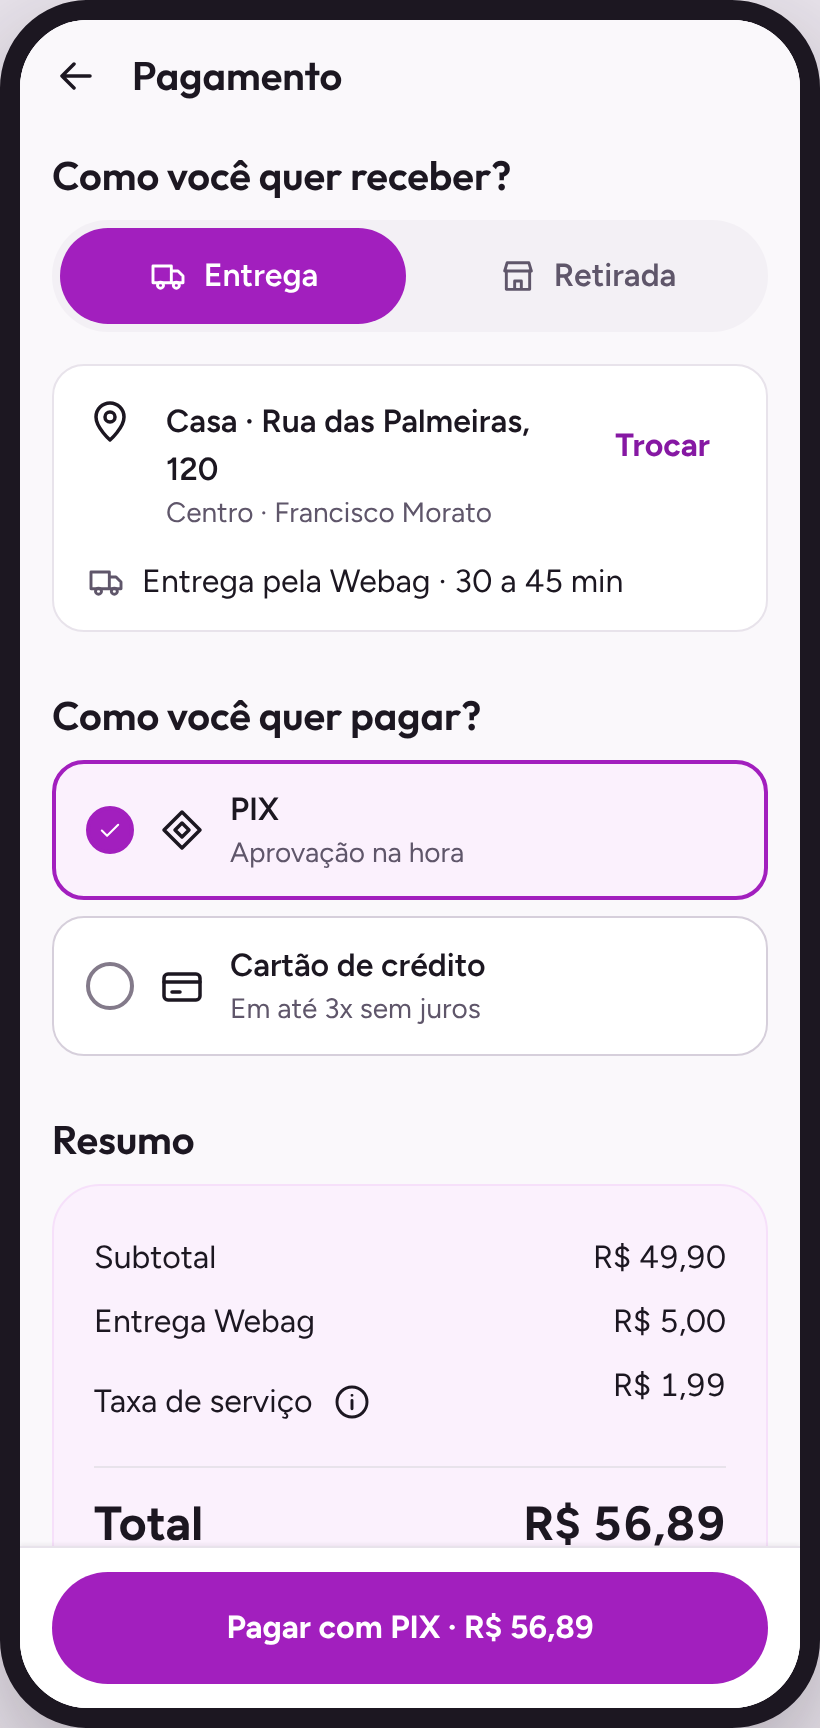 Pagamento
Como você quer receber?
Entrega
Retirada
Casa · Rua das Palmeiras,
120
Trocar
Centro · Francisco Morato
Entrega pela Webag · 30 a 45 min
Como você quer pagar?
PIX
Aprovação na hora
Cartão de crédito
Em até 3x sem juros
Resumo
Subtotal R$ 49,90
Entrega Webag R$ 5,00
Taxa de serviço R$ 1,99
Total R$ 56,89
Pagar com PIX · R$ 56,89